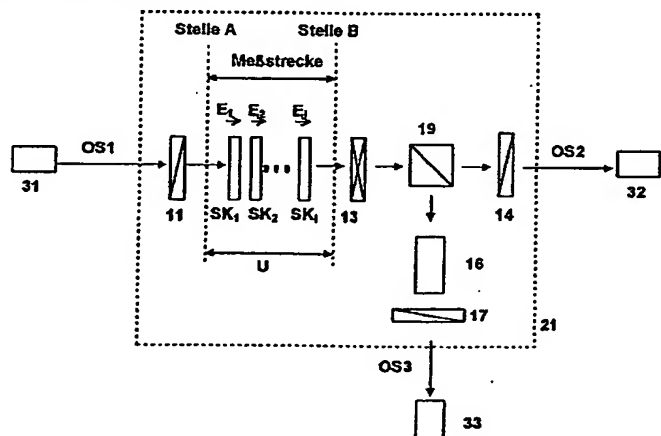 Stelle A Stelle B
Meßstrecke
E₁ E₂ Eᵢ
19
OS1 OS2
31 11 SK₁ SK₂ SKᵢ 13 14 32
U
16
17
21
OS3
33